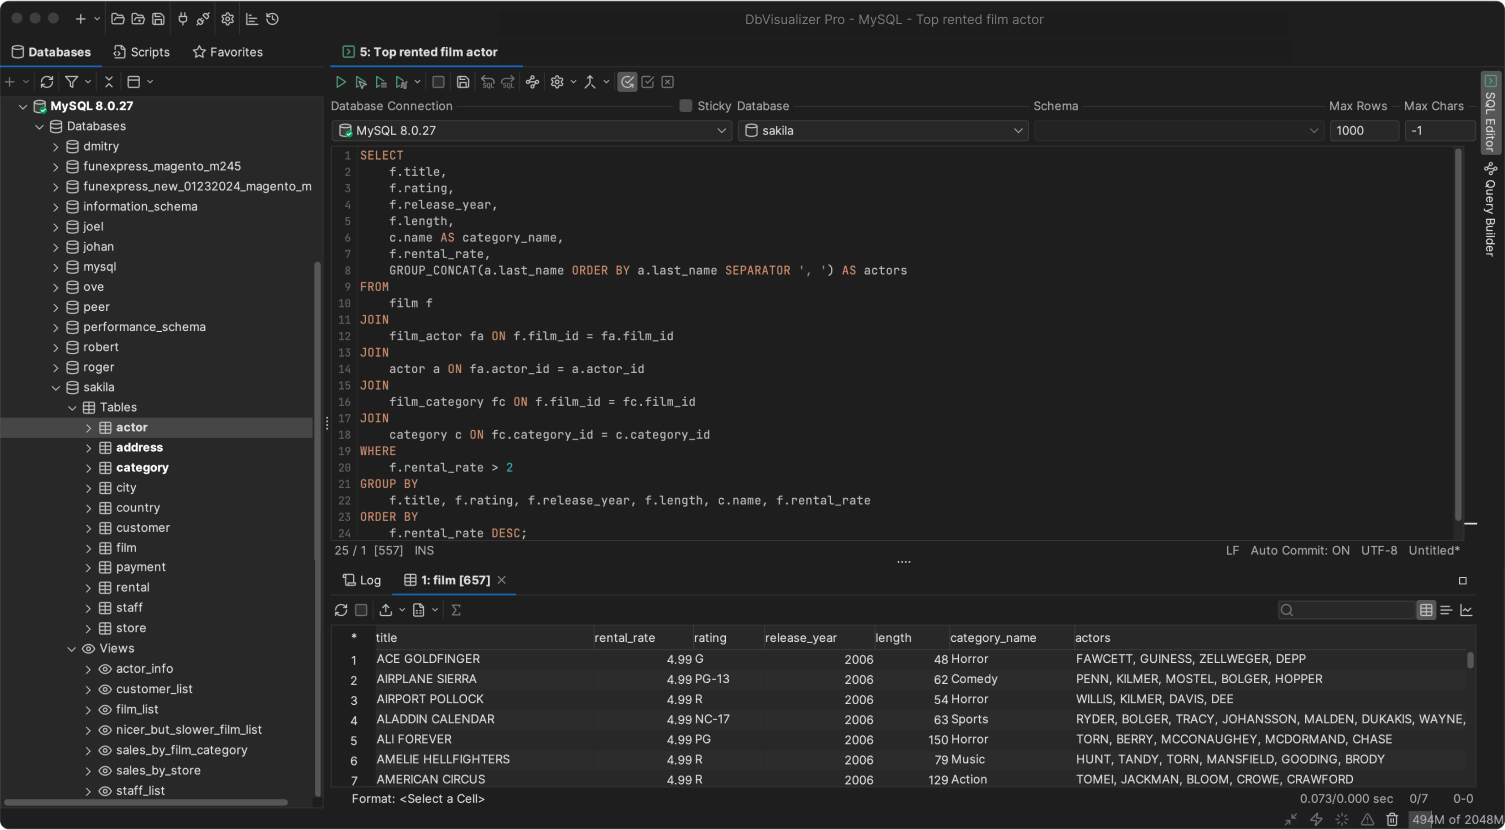 DbVisualizer Pro - MySQL - Top rented film actor
Databases Scripts Favorites
5: Top rented film actor
MySQL 8.0.27
Databases
dmitry
funexpress_magento_m245
funexpress_new_01232024_magento_m
information_schema
joel
johan
mysql
ove
peer
performance_schema
robert
roger
sakila
Tables
actor
address
category
city
country
customer
film
payment
rental
staff
store
Views
actor_info
customer_list
film_list
nicer_but_slower_film_list
sales_by_film_category
sales_by_store
staff_list
Database Connection Sticky Database Schema Max Rows Max Chars
MySQL 8.0.27 sakila 1000 -1
1 SELECT
2 f.title,
3 f.rating,
4 f.release_year,
5 f.length,
6 c.name AS category_name,
7 f.rental_rate,
8 GROUP_CONCAT(a.last_name ORDER BY a.last_name SEPARATOR ', ') AS actors
9 FROM
10 film f
11 JOIN
12 film_actor fa ON f.film_id = fa.film_id
13 JOIN
14 actor a ON fa.actor_id = a.actor_id
15 JOIN
16 film_category fc ON f.film_id = fc.film_id
17 JOIN
18 category c ON fc.category_id = c.category_id
19 WHERE
20 f.rental_rate > 2
21 GROUP BY
22 f.title, f.rating, f.release_year, f.length, c.name, f.rental_rate
23 ORDER BY
24 f.rental_rate DESC;
25 / 1 [557] INS LF Auto Commit: ON UTF-8 Untitled*
SQL Editor
Query Builder
Log 1: film [657]
* title rental_rate rating release_year length category_name actors
1 ACE GOLDFINGER 4.99 G 2006 48 Horror FAWCETT, GUINESS, ZELLWEGER, DEPP
2 AIRPLANE SIERRA 4.99 PG-13 2006 62 Comedy PENN, KILMER, MOSTEL, BOLGER, HOPPER
3 AIRPORT POLLOCK 4.99 R 2006 54 Horror WILLIS, KILMER, DAVIS, DEE
4 ALADDIN CALENDAR 4.99 NC-17 2006 63 Sports RYDER, BOLGER, TRACY, JOHANSSON, MALDEN, DUKAKIS, WAYNE,
5 ALI FOREVER 4.99 PG 2006 150 Horror TORN, BERRY, MCCONAUGHEY, MCDORMAND, CHASE
6 AMELIE HELLFIGHTERS 4.99 R 2006 79 Music HUNT, TANDY, TORN, MANSFIELD, GOODING, BRODY
7 AMERICAN CIRCUS 4.99 R 2006 129 Action TOMEI, JACKMAN, BLOOM, CROWE, CRAWFORD
Format: <Select a Cell> 0.073/0.000 sec 0/7 0-0
494M of 2048M